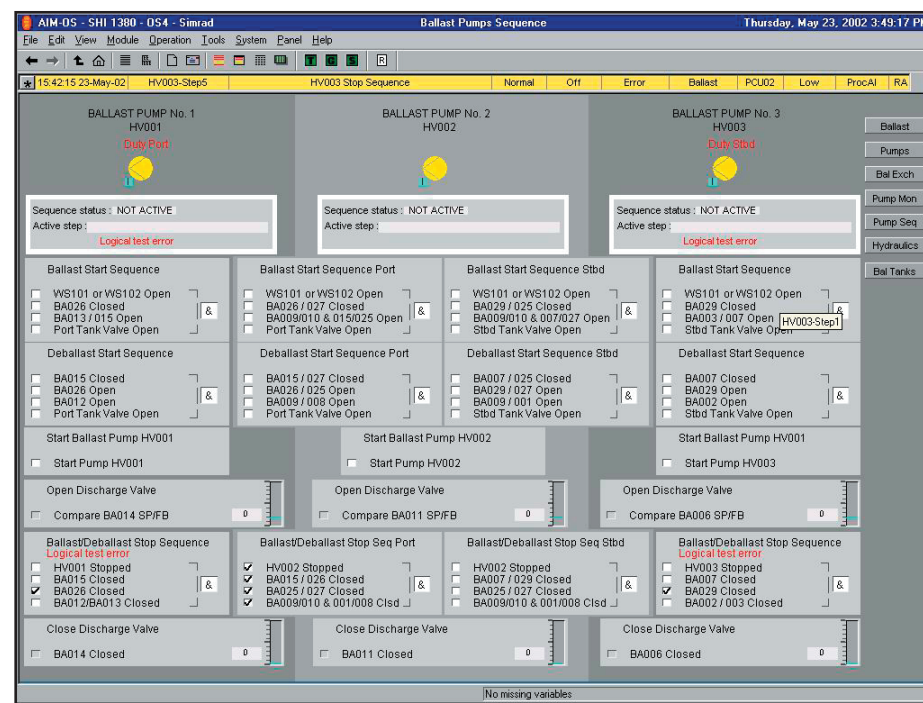 AIM-OS - SHI 1380 - OS4 - Simrad Ballast Pumps Sequence Thursday, May 23, 2002 3:49:17 PM
File Edit View Module Operation Tools System Panel Help
T G S R
* 15:42:15 23-May-02 HV003-Step5 HV003 Stop Sequence Normal Off Error Ballast PCU02 Low ProcAl RA
BALLAST PUMP No. 1
HV001
Duty Port
BALLAST PUMP No. 2
HV002
BALLAST PUMP No. 3
HV003
Duty Stbd
Ballast
Pumps
Bal Exch
Pump Mon
Pump Seq
Hydraulics
Bal Tanks
Sequence status : NOT ACTIVE
Active step :
Logical test error
Sequence status : NOT ACTIVE
Active step :
Sequence status : NOT ACTIVE
Active step :
Logical test error
Ballast Start Sequence
WS101 or WS102 Open
BA026 Closed
BA013 / 015 Open
Port Tank Valve Open
&
Ballast Start Sequence Port
WS101 or WS102 Open
BA026 / 027 Closed
BA009/010 & 015/025 Open
Port Tank Valve Open
&
Ballast Start Sequence Stbd
WS101 or WS102 Open
BA029 / 025 Closed
BA009/010 & 007/027 Open
Stbd Tank Valve Open
&
Ballast Start Sequence
WS101 or WS102 Open
BA029 Closed
BA003 / 007 Open
Stbd Tank Valve Open
&
HV003-Step1
Deballast Start Sequence
BA015 Closed
BA026 Open
BA012 Open
Port Tank Valve Open
&
Deballast Start Sequence Port
BA015 / 027 Closed
BA026 / 025 Open
BA009 / 008 Open
Port Tank Valve Open
&
Deballast Start Sequence Stbd
BA007 / 025 Closed
BA029 / 027 Open
BA009 / 001 Open
Stbd Tank Valve Open
&
Deballast Start Sequence
BA007 Closed
BA029 Open
BA002 Open
Stbd Tank Valve Open
&
Start Ballast Pump HV001
Start Pump HV001
Start Ballast Pump HV002
Start Pump HV002
Start Ballast Pump HV001
Start Pump HV003
Open Discharge Valve
Compare BA014 SP/FB 0
Open Discharge Valve
Compare BA011 SP/FB 0
Open Discharge Valve
Compare BA006 SP/FB 0
Ballast/Deballast Stop Sequence
Logical test error
HV001 Stopped
BA015 Closed
BA026 Closed
BA012/BA013 Closed
&
Ballast/Deballast Stop Seq Port
HV002 Stopped
BA015 / 026 Closed
BA025 / 027 Closed
BA009/010 & 001/008 Clsd
&
Ballast/Deballast Stop Seq Stbd
HV002 Stopped
BA007 / 029 Closed
BA025 / 027 Closed
BA009/010 & 001/008 Clsd
&
Ballast/Deballast Stop Sequence
Logical test error
HV003 Stopped
BA007 Closed
BA029 Closed
BA002 / 003 Closed
&
Close Discharge Valve
BA014 Closed 0
Close Discharge Valve
BA011 Closed 0
Close Discharge Valve
BA006 Closed 0
No missing variables